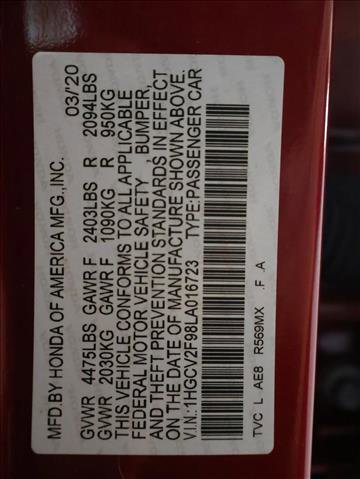 MFD.BY HONDA OF AMERICA MFG.,INC. 03/'20
GVWR 4475LBS GAWR F 2403LBS R 2094LBS
GVWR 2030KG GAWR F 1090KG R 950KG
THIS VEHICLE CONFORMS TO ALL APPLICABLE
FEDERAL MOTOR VEHICLE SAFETY , BUMPER,
AND THEFT PREVENTION STANDARDS IN EFFECT
ON THE DATE OF MANUFACTURE SHOWN ABOVE.
V.I.N.:1HGCV2F98LA016723 TYPE:PASSENGER CAR
TVC L AE8 R569MX .F .A